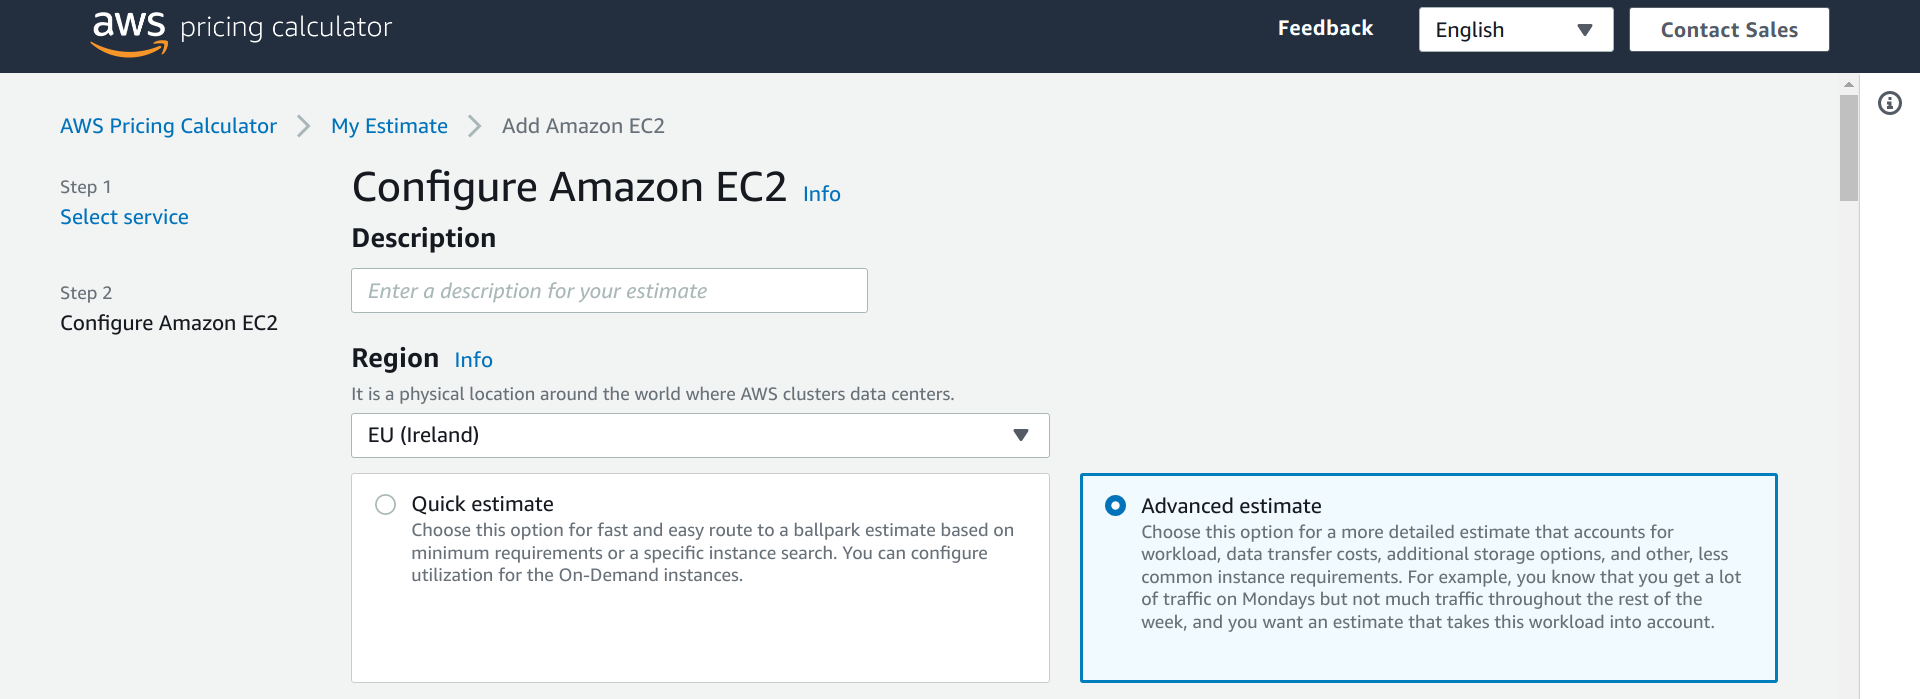 aws pricing calculator
Feedback
English
Contact Sales
AWS Pricing Calculator
My Estimate
Add Amazon EC2
Step 1
Select service
Step 2
Configure Amazon EC2
Configure Amazon EC2 Info
Description
Enter a description for your estimate
Region Info
It is a physical location around the world where AWS clusters data centers.
EU (Ireland)
Quick estimate
Choose this option for fast and easy route to a ballpark estimate based on
minimum requirements or a specific instance search. You can configure
utilization for the On-Demand instances.
Advanced estimate
Choose this option for a more detailed estimate that accounts for
workload, data transfer costs, additional storage options, and other, less
common instance requirements. For example, you know that you get a lot
of traffic on Mondays but not much traffic throughout the rest of the
week, and you want an estimate that takes this workload into account.